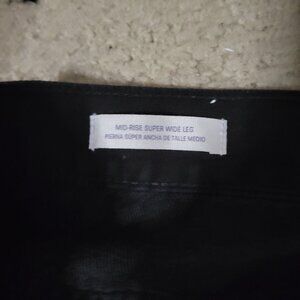 MID-RISE SUPER WIDE LEG
PIERNA SÚPER ANCHA DE TALLE MEDIO